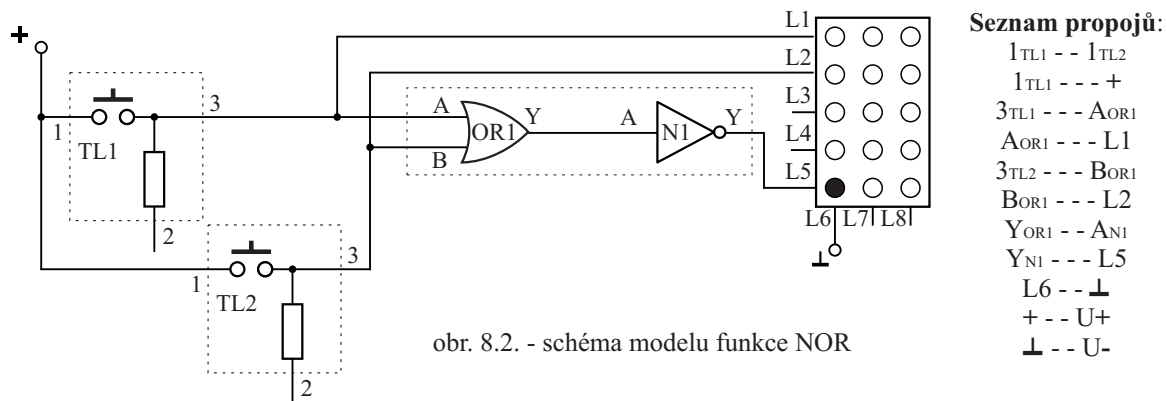 +
1
TL1
3
2
1
TL2
3
2
A
B
OR1
Y
A
N1
Y
L1
L2
L3
L4
L5
L6
L7
L8
⊥
obr. 8.2. - schéma modelu funkce NOR
Seznam propojů:
1TL1 - - 1TL2
1TL1 - - - +
3TL1 - - - AOR1
AOR1 - - - L1
3TL2 - - - BOR1
BOR1 - - - L2
YOR1 - - AN1
YN1 - - - L5
L6 - - ⊥
+ - - U+
⊥ - - U-